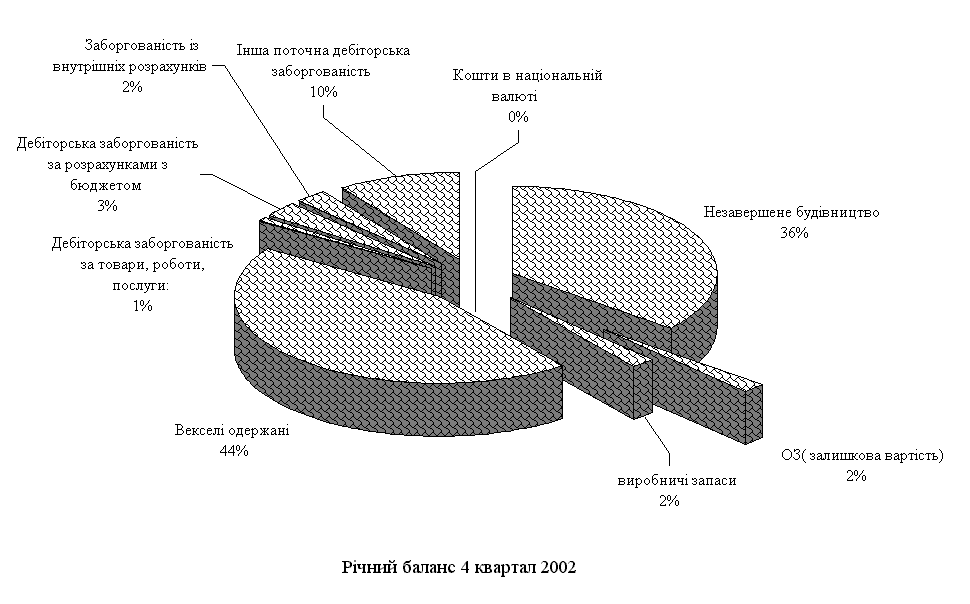 Заборгованість із
внутрішніх розрахунків
2%
Інша поточна дебіторська
заборгованість
10%
Кошти в національній
валюті
0%
Дебіторська заборгованість
за розрахунками з
бюджетом
3%
Незавершене будівництво
36%
Дебіторська заборгованість
за товари, роботи,
послуги:
1%
Векселі одержані
44%
ОЗ( залишкова вартість)
2%
виробничі запаси
2%
Річний баланс 4 квартал 2002